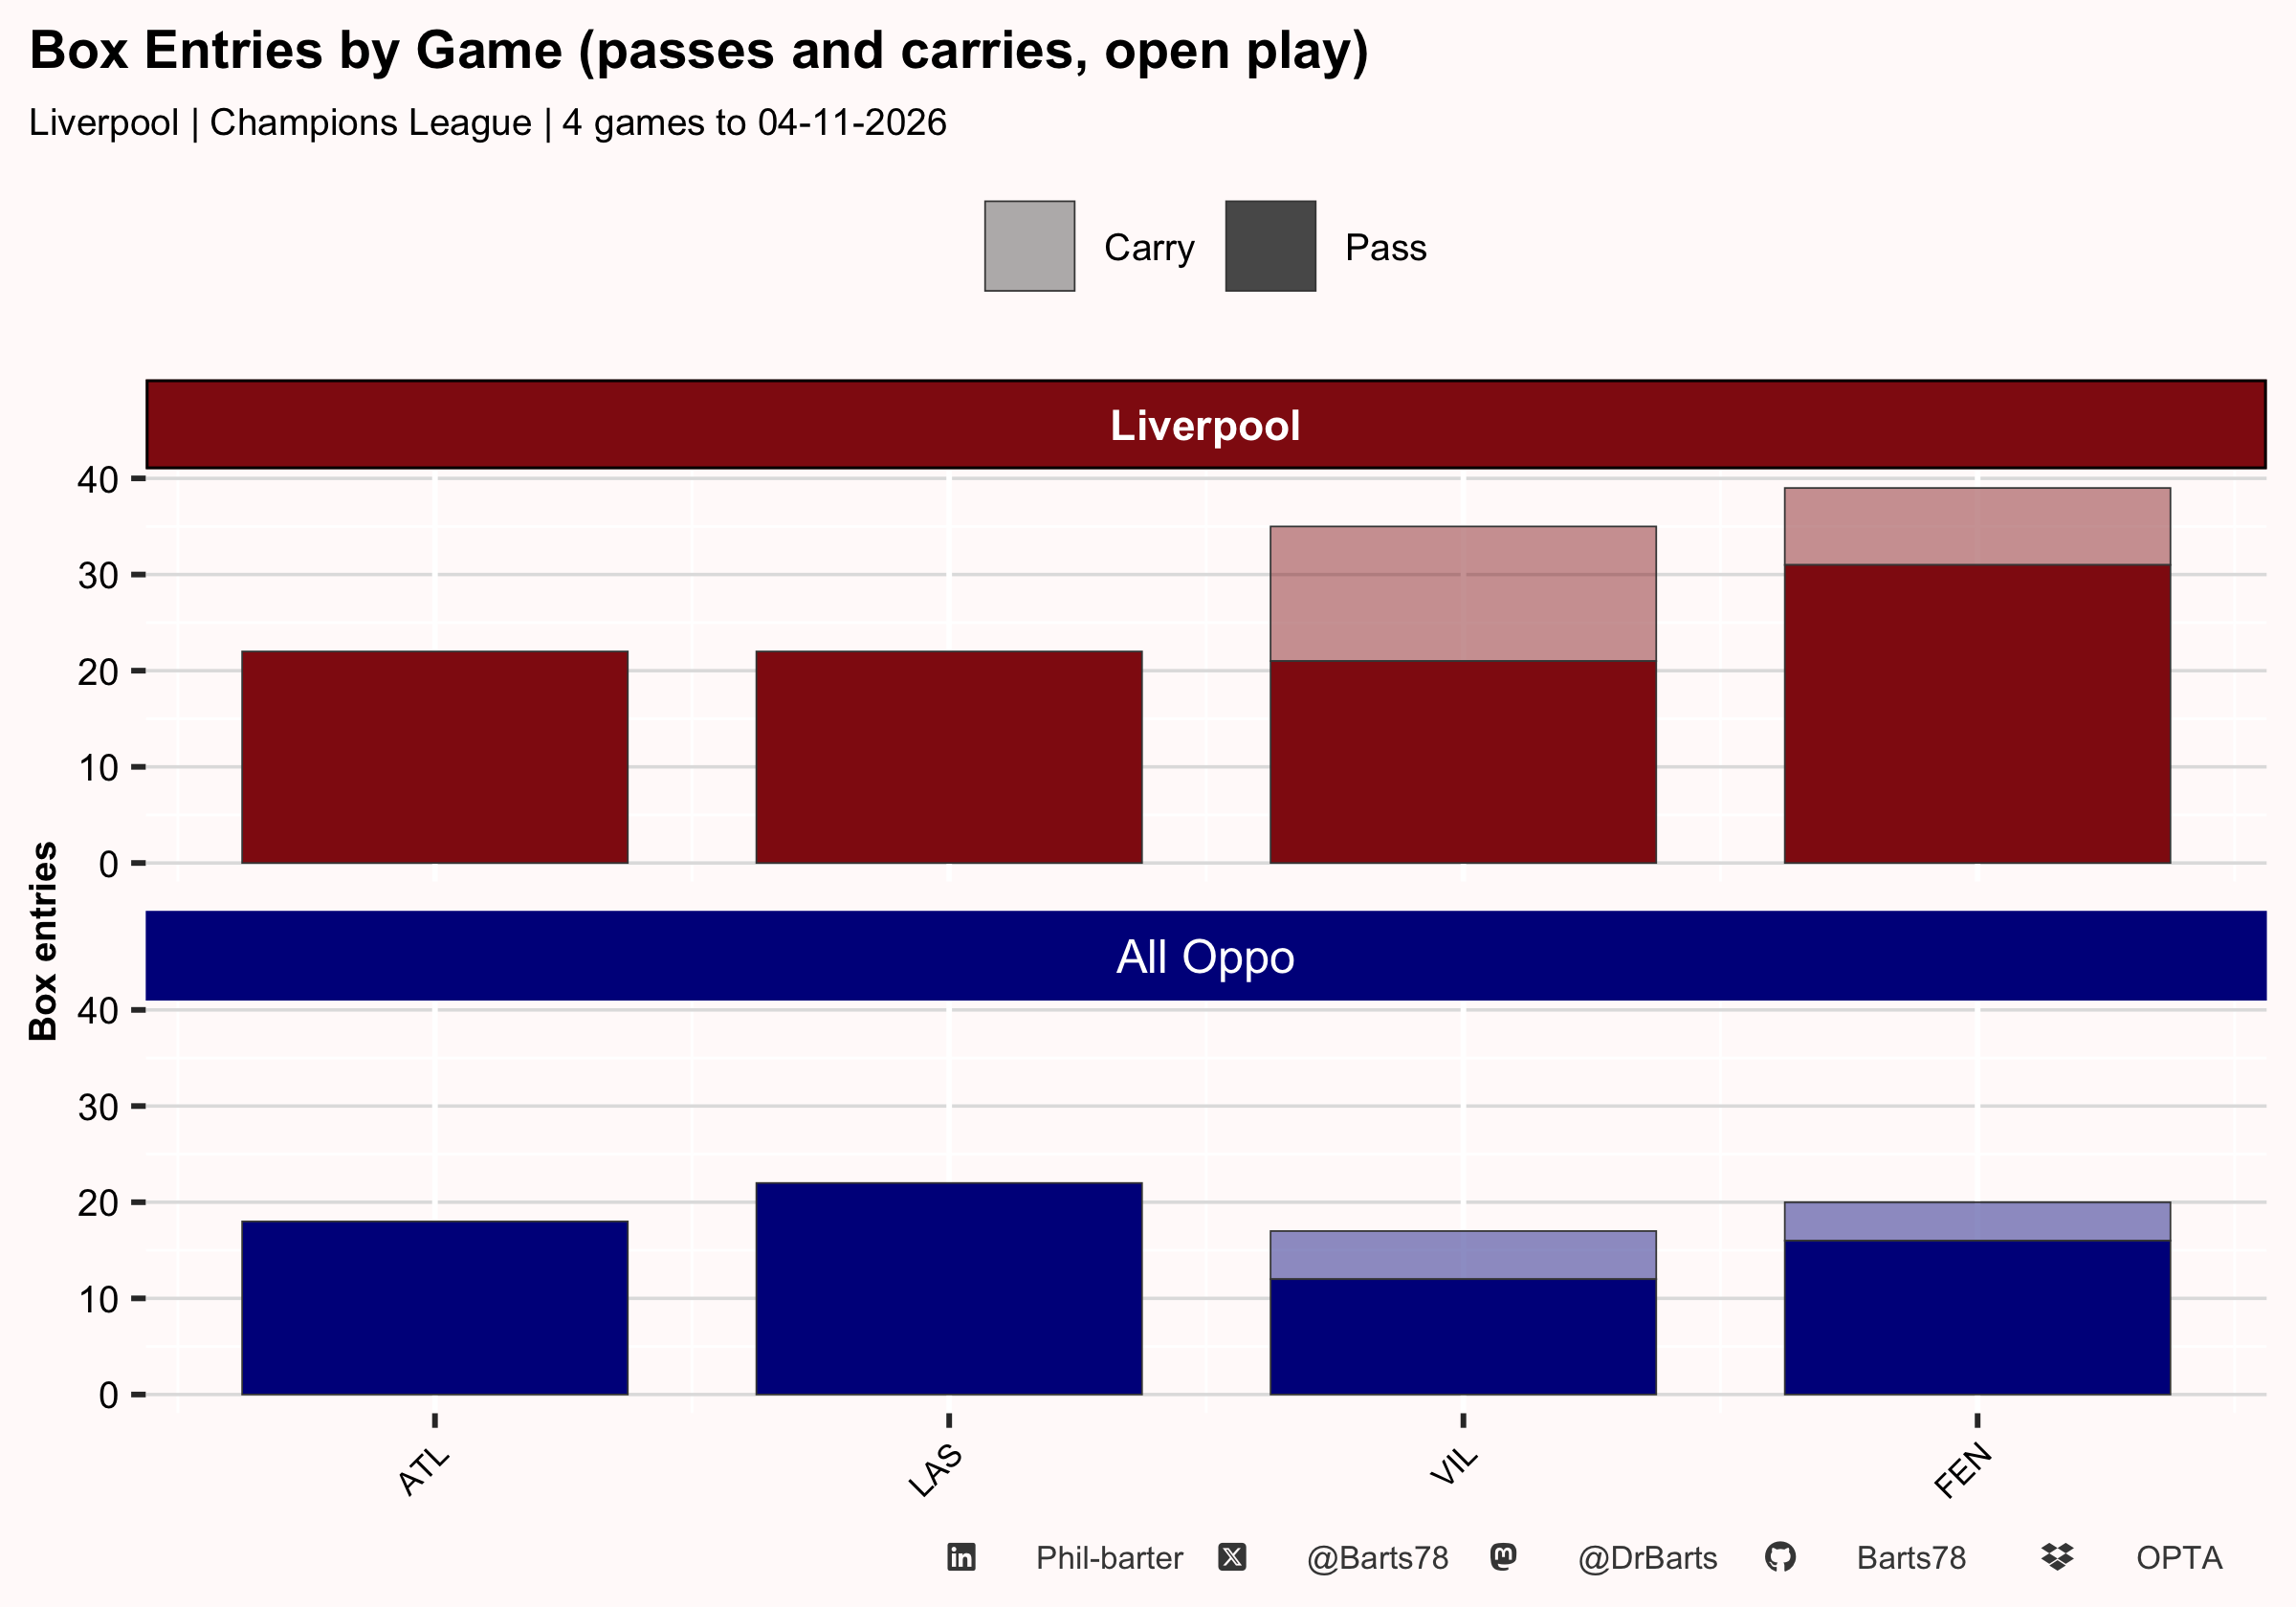 Box Entries by Game (passes and carries, open play)
Liverpool | Champions League | 4 games to 04-11-2026
Carry Pass
Liverpool
40
30
20
10
0
Box entries
All Oppo
40
30
20
10
0
ATL LAS VIL FEN
Phil-barter @Barts78 @DrBarts Barts78 OPTA